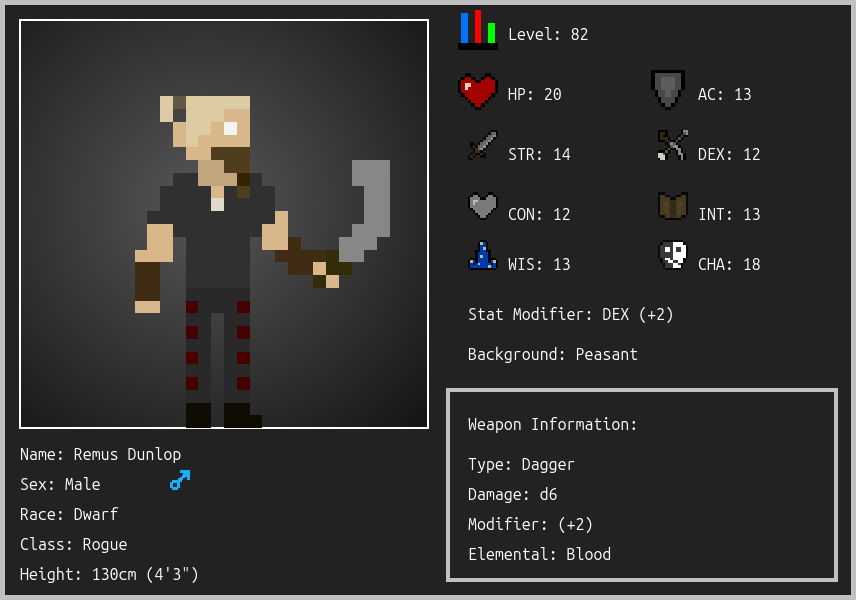 Level: 82
HP: 20
AC: 13
STR: 14
DEX: 12
CON: 12
INT: 13
WIS: 13
CHA: 18
Stat Modifier: DEX (+2)
Background: Peasant
Weapon Information:
Type: Dagger
Damage: d6
Modifier: (+2)
Elemental: Blood
Name: Remus Dunlop
Sex: Male
Race: Dwarf
Class: Rogue
Height: 130cm (4'3")